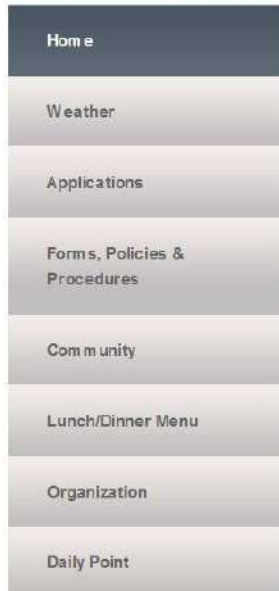 Home
Weather
Applications
Forms, Policies &
Procedures
Community
Lunch/Dinner Menu
Organization
Daily Point